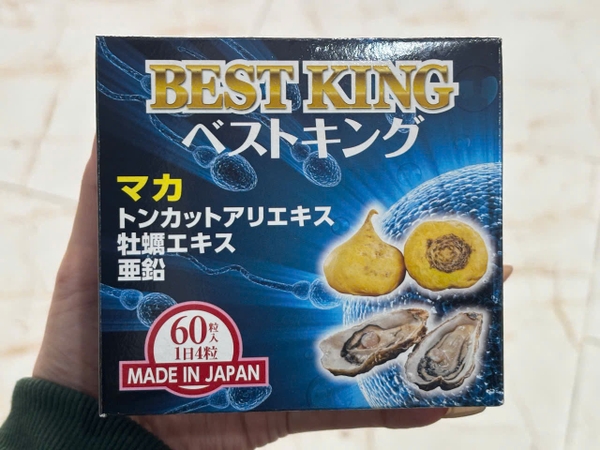 BEST KING
ベストキング
マカ
トンカットアリエキス
牡蠣エキス
亜鉛
60粒入
1日4粒
MADE IN JAPAN